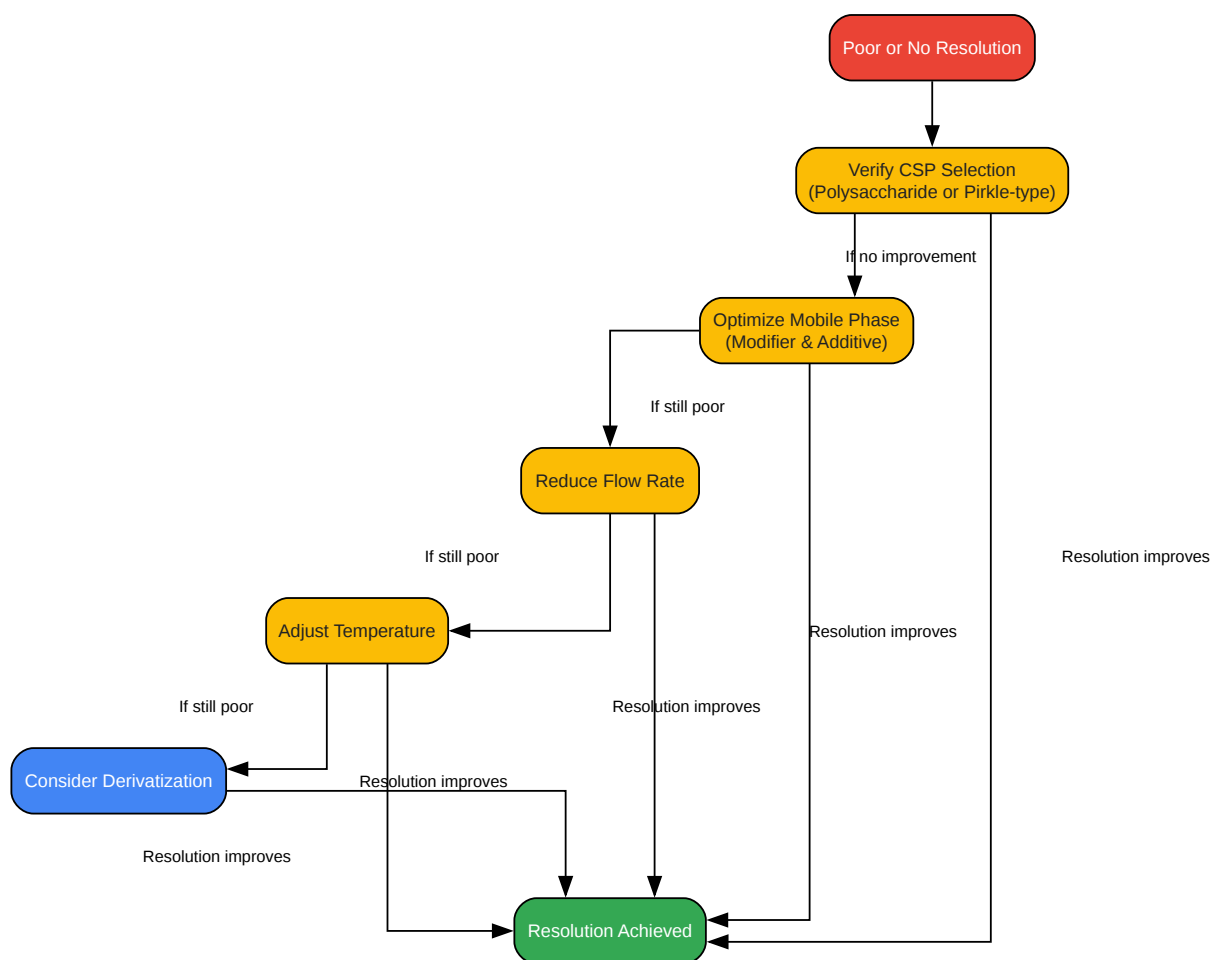 Poor or No Resolution
Verify CSP Selection
(Polysaccharide or Pirkle-type)
If no improvement
Optimize Mobile Phase
(Modifier & Additive)
If still poor
Reduce Flow Rate
If still poor
Resolution improves
Adjust Temperature
Resolution improves
If still poor
Resolution improves
Consider Derivatization
Resolution improves
Resolution improves
Resolution Achieved